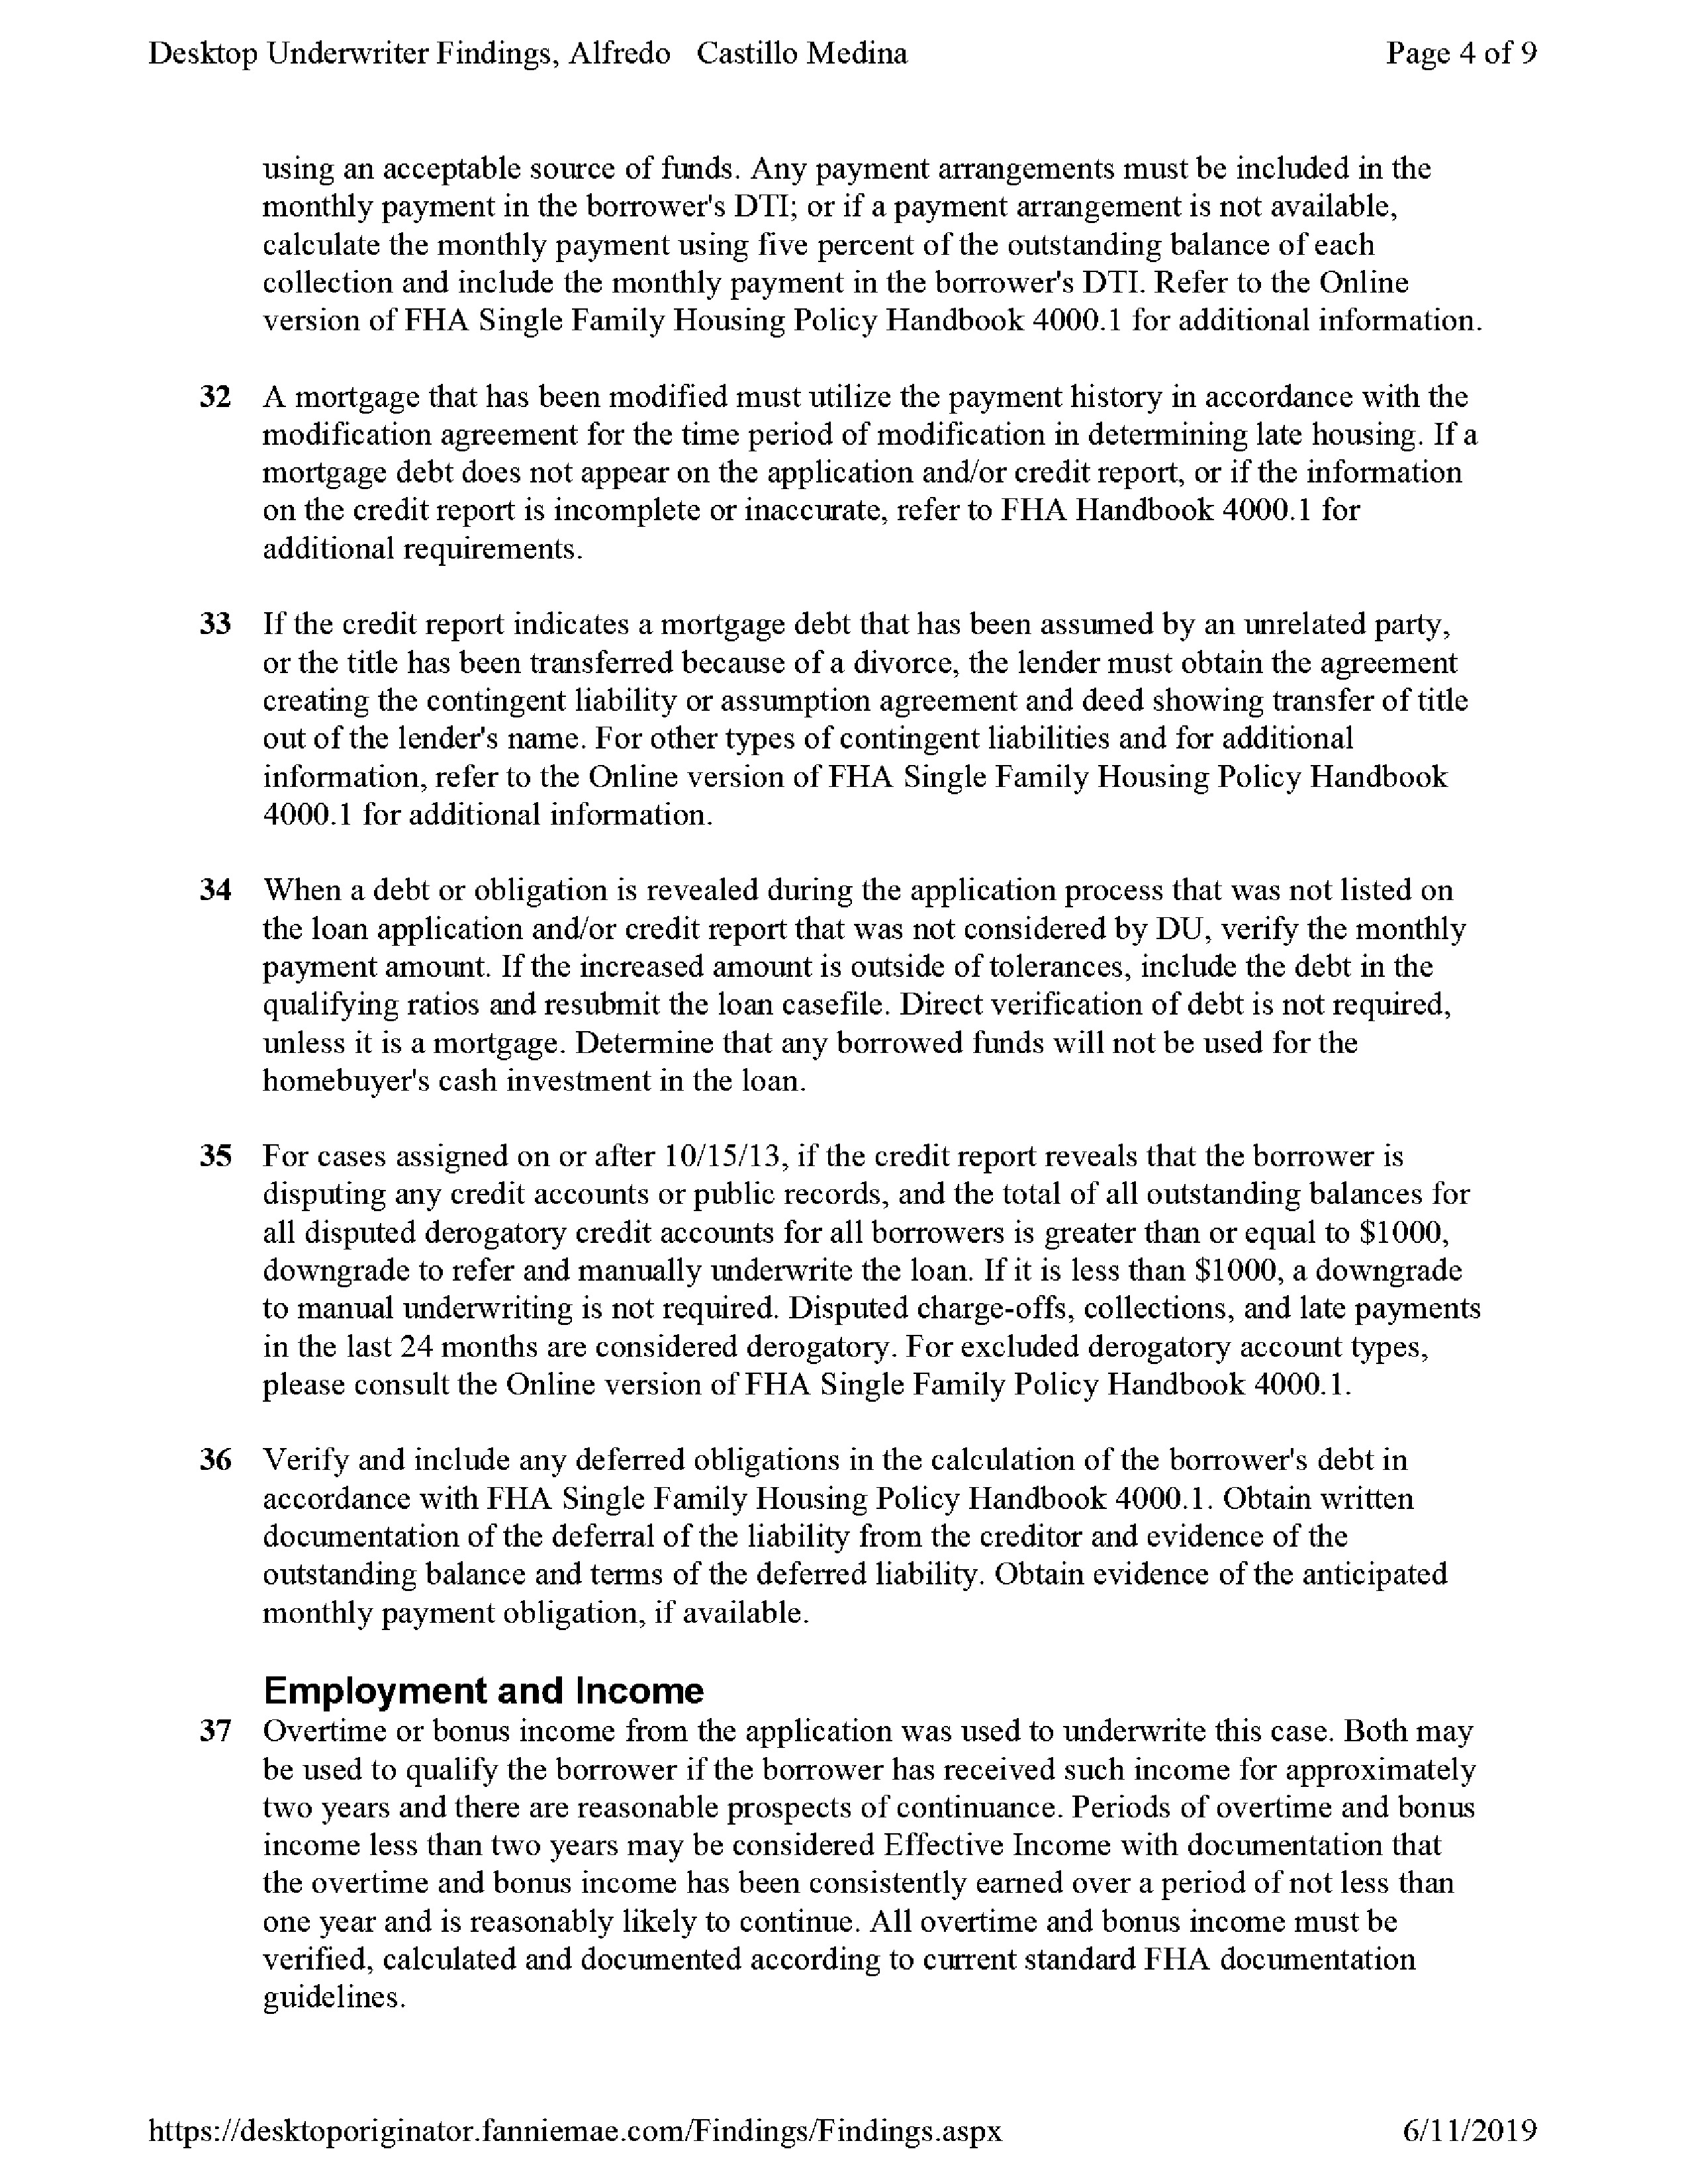 Desktop Underwriter Findings, Alfredo Castillo Medina Page 4 of 9
using an acceptable source of funds. Any payment arrangements must be included in the
monthly payment in the borrower's DTI; or if a payment arrangement is not available,
calculate the monthly payment using five percent of the outstanding balance of each
collection and include the monthly payment in the borrower's DTI. Refer to the Online
version of FHA Single Family Housing Policy Handbook 4000.1 for additional information.
32 A mortgage that has been modified must utilize the payment history in accordance with the
modification agreement for the time period of modification in determining late housing. If a
mortgage debt does not appear on the application and/or credit report, or if the information
on the credit report is incomplete or inaccurate, refer to FHA Handbook 4000.1 for
additional requirements.
33 If the credit report indicates a mortgage debt that has been assumed by an unrelated party,
or the title has been transferred because of a divorce, the lender must obtain the agreement
creating the contingent liability or assumption agreement and deed showing transfer of title
out of the lender's name. For other types of contingent liabilities and for additional
information, refer to the Online version of FHA Single Family Housing Policy Handbook
4000.1 for additional information.
34 When a debt or obligation is revealed during the application process that was not listed on
the loan application and/or credit report that was not considered by DU, verify the monthly
payment amount. If the increased amount is outside of tolerances, include the debt in the
qualifying ratios and resubmit the loan casefile. Direct verification of debt is not required,
unless it is a mortgage. Determine that any borrowed funds will not be used for the
homebuyer's cash investment in the loan.
35 For cases assigned on or after 10/15/13, if the credit report reveals that the borrower is
disputing any credit accounts or public records, and the total of all outstanding balances for
all disputed derogatory credit accounts for all borrowers is greater than or equal to $1000,
downgrade to refer and manually underwrite the loan. If it is less than $1000, a downgrade
to manual underwriting is not required. Disputed charge-offs, collections, and late payments
in the last 24 months are considered derogatory. For excluded derogatory account types,
please consult the Online version of FHA Single Family Policy Handbook 4000.1.
36 Verify and include any deferred obligations in the calculation of the borrower's debt in
accordance with FHA Single Family Housing Policy Handbook 4000.1. Obtain written
documentation of the deferral of the liability from the creditor and evidence of the
outstanding balance and terms of the deferred liability. Obtain evidence of the anticipated
monthly payment obligation, if available.
Employment and Income
37 Overtime or bonus income from the application was used to underwrite this case. Both may
be used to qualify the borrower if the borrower has received such income for approximately
two years and there are reasonable prospects of continuance. Periods of overtime and bonus
income less than two years may be considered Effective Income with documentation that
the overtime and bonus income has been consistently earned over a period of not less than
one year and is reasonably likely to continue. All overtime and bonus income must be
verified, calculated and documented according to current standard FHA documentation
guidelines.
https://desktoporiginator.fanniemae.com/Findings/Findings.aspx 6/11/2019